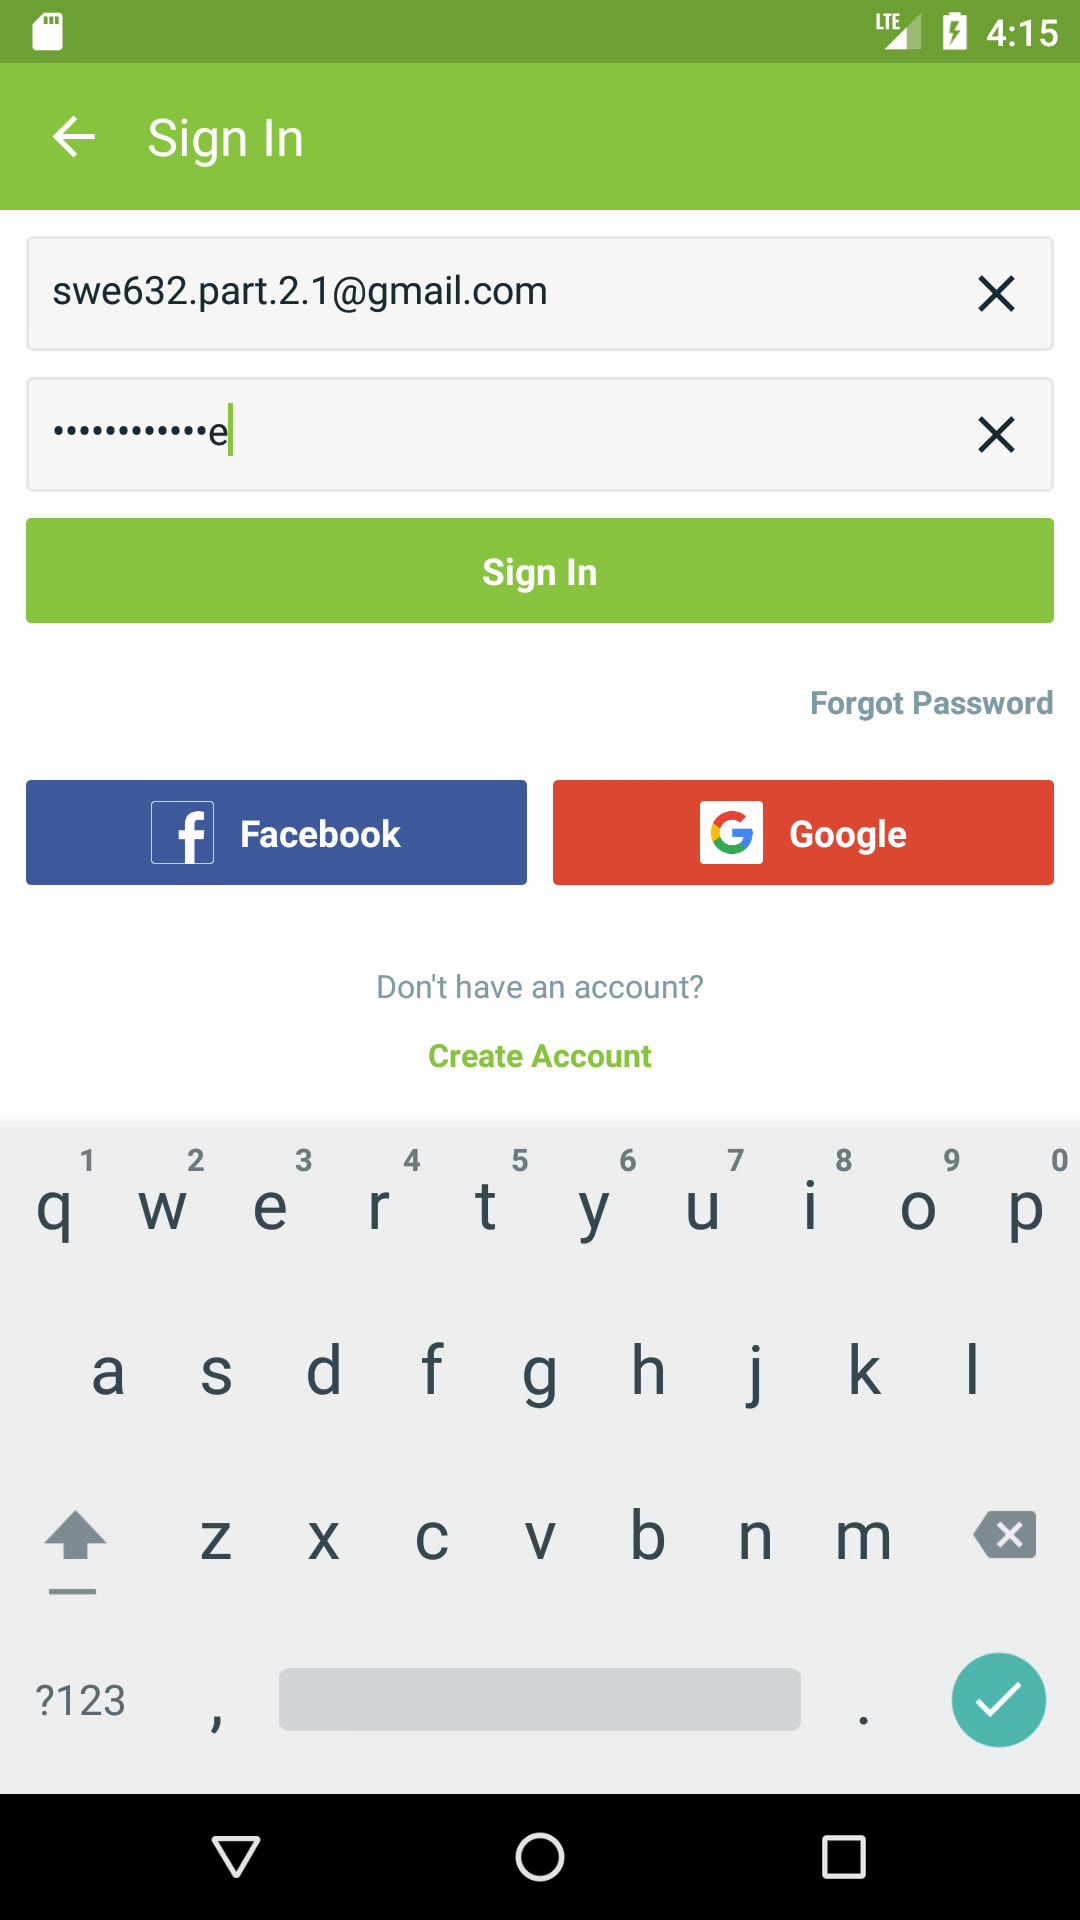 LTE 4:15
Sign In
swe632.part.2.1@gmail.com
••••••••••••e
Sign In
Forgot Password
f Facebook
G Google
Don't have an account?
Create Account
1 2 3 4 5 6 7 8 9 0
q w e r t y u i o p
a s d f g h j k l
z x c v b n m
?123 , .